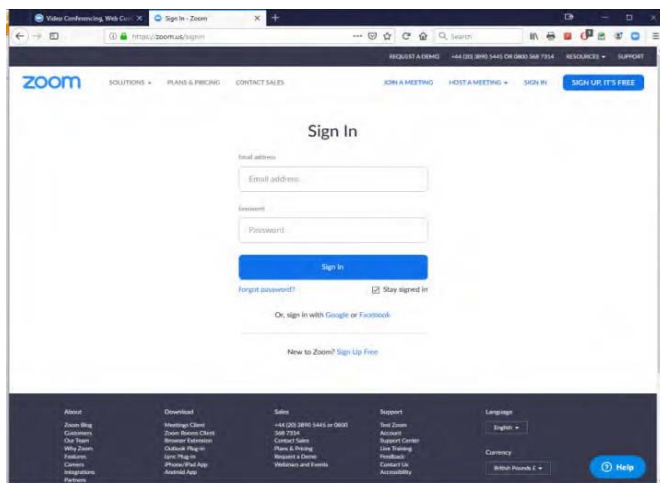 Video Conferencing, Web Conf
Sign In - Zoom
https://zoom.us/signin
Search
REQUEST A DEMO
+44 (20) 3890 5445 OR 0800 368 7314
RESOURCES
SUPPORT
zoom
SOLUTIONS
PLANS & PRICING
CONTACT SALES
JOIN A MEETING
HOST A MEETING
SIGN IN
SIGN UP, IT'S FREE
Sign In
Email address
Email address
Password
Password
Sign In
Forgot password?
Stay signed in
Or, sign in with Google or Facebook
New to Zoom? Sign Up Free
About
Zoom Blog
Customers
Our Team
Why Zoom
Features
Careers
Integrations
Partners
Download
Meetings Client
Zoom Rooms Client
Browser Extension
Outlook Plug-in
Lync Plug-in
iPhone/iPad App
Android App
Sales
+44 (20) 3890 5445 or 0800
368 7314
Contact Sales
Plans & Pricing
Request a Demo
Webinars and Events
Support
Test Zoom
Account
Support Center
Live Training
Feedback
Contact Us
Accessibility
Language
English
Currency
British Pounds £
Help